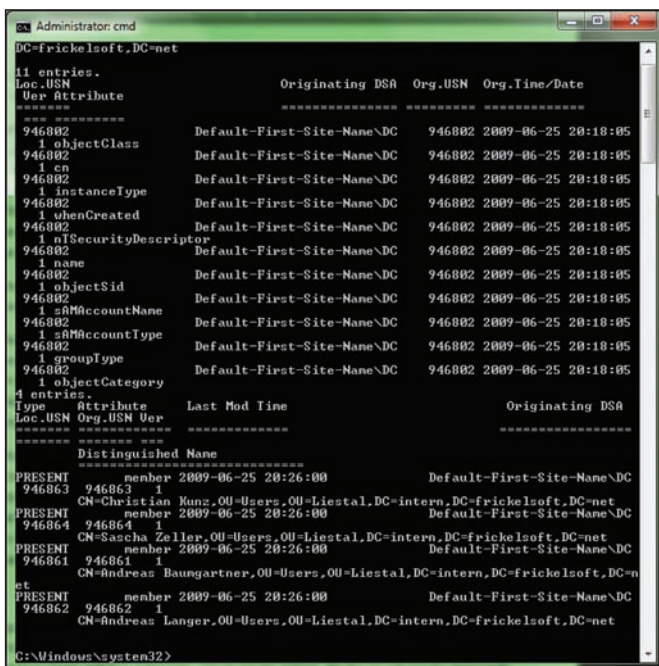 Administrator: cmd
DC=frickelsoft,DC=net
11 entries.
Loc.USN Originating DSA Org.USN Org.Time/Date
Ver Attribute
======= =============== ========= =============
=== =========
946802 Default-First-Site-Name\DC 946802 2009-06-25 20:18:05
1 objectClass
946802 Default-First-Site-Name\DC 946802 2009-06-25 20:18:05
1 cn
946802 Default-First-Site-Name\DC 946802 2009-06-25 20:18:05
1 instanceType
946802 Default-First-Site-Name\DC 946802 2009-06-25 20:18:05
1 whenCreated
946802 Default-First-Site-Name\DC 946802 2009-06-25 20:18:05
1 nTSecurityDescriptor
946802 Default-First-Site-Name\DC 946802 2009-06-25 20:18:05
1 name
946802 Default-First-Site-Name\DC 946802 2009-06-25 20:18:05
1 objectSid
946802 Default-First-Site-Name\DC 946802 2009-06-25 20:18:05
1 sAMAccountName
946802 Default-First-Site-Name\DC 946802 2009-06-25 20:18:05
1 sAMAccountType
946802 Default-First-Site-Name\DC 946802 2009-06-25 20:18:05
1 groupType
946802 Default-First-Site-Name\DC 946802 2009-06-25 20:18:05
1 objectCategory
4 entries.
Type Attribute Last Mod Time Originating DSA
Loc.USN Org.USN Ver
======= ============ ============= =================
======= ======= ===
Distinguished Name
=============================
PRESENT member 2009-06-25 20:26:00 Default-First-Site-Name\DC
946863 946863 1
CN=Christian Kunz,OU=Users,OU=Liestal,DC=intern,DC=frickelsoft,DC=net
PRESENT member 2009-06-25 20:26:00 Default-First-Site-Name\DC
946864 946864 1
CN=Sascha Zeller,OU=Users,OU=Liestal,DC=intern,DC=frickelsoft,DC=net
PRESENT member 2009-06-25 20:26:00 Default-First-Site-Name\DC
946861 946861 1
CN=Andreas Baumgartner,OU=Users,OU=Liestal,DC=intern,DC=frickelsoft,DC=n
et
PRESENT member 2009-06-25 20:26:00 Default-First-Site-Name\DC
946862 946862 1
CN=Andreas Langer,OU=Users,OU=Liestal,DC=intern,DC=frickelsoft,DC=net
C:\Windows\system32>